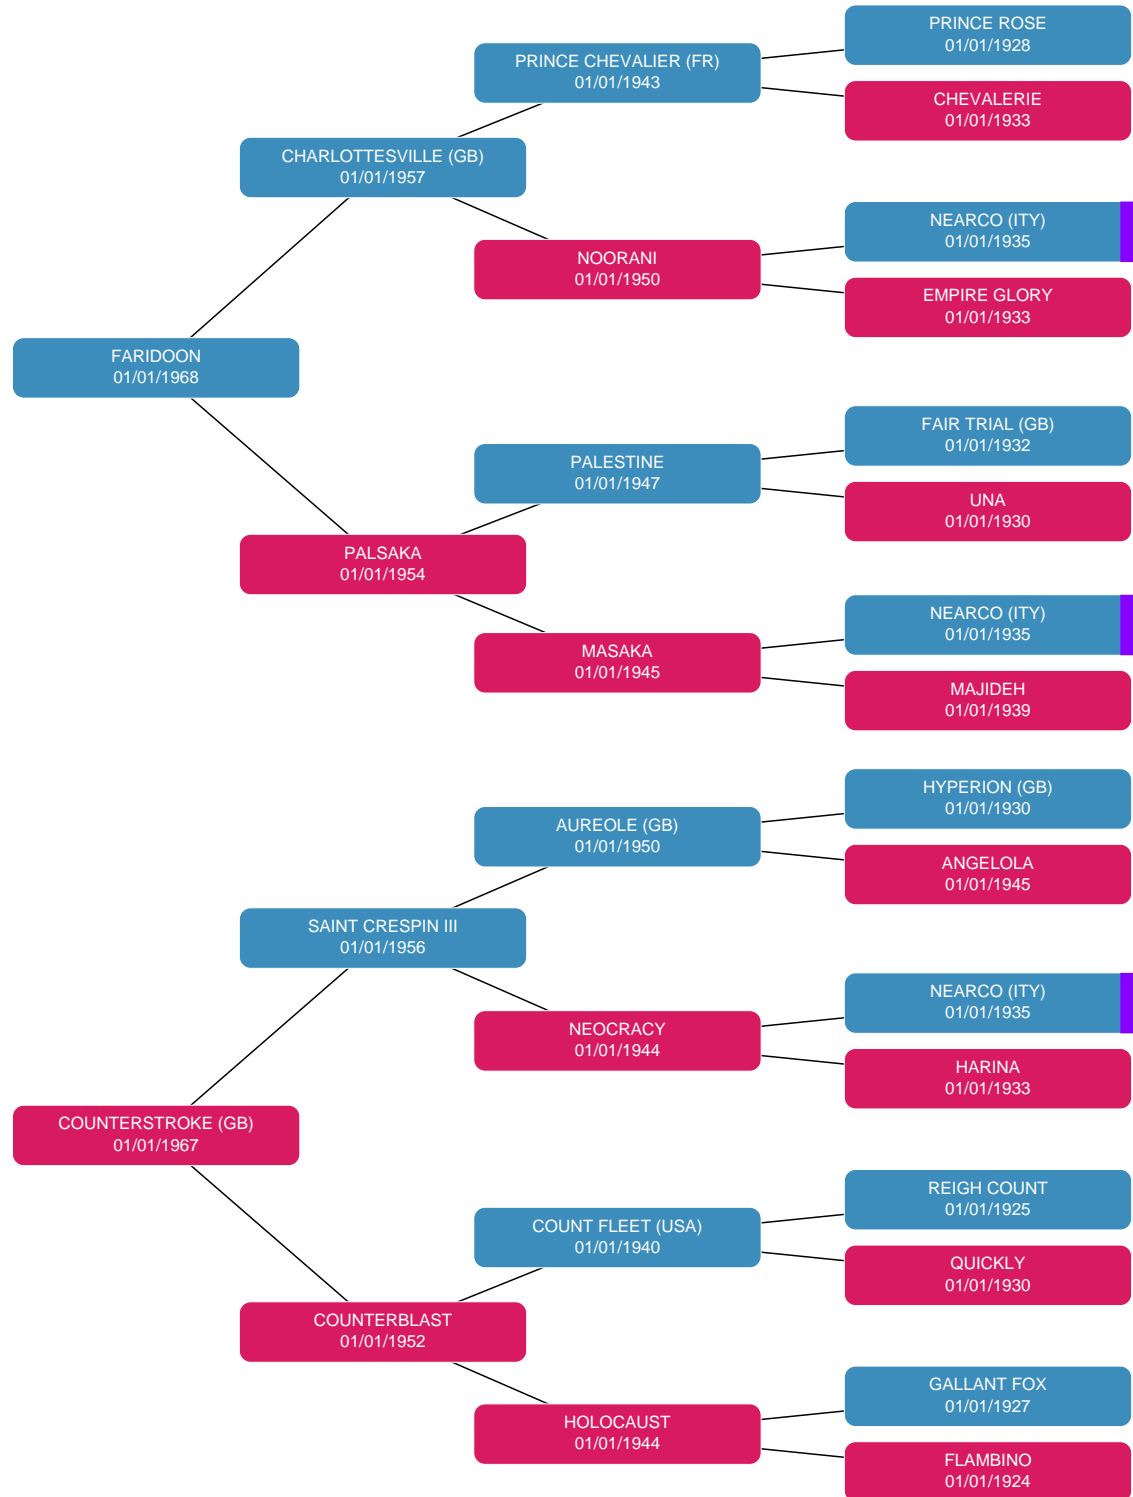 PRINCE ROSE
01/01/1928
PRINCE CHEVALIER (FR)
01/01/1943
CHEVALERIE
01/01/1933
CHARLOTTESVILLE (GB)
01/01/1957
NEARCO (ITY)
01/01/1935
NOORANI
01/01/1950
EMPIRE GLORY
01/01/1933
FARIDOON
01/01/1968
FAIR TRIAL (GB)
01/01/1932
PALESTINE
01/01/1947
UNA
01/01/1930
PALSAKA
01/01/1954
NEARCO (ITY)
01/01/1935
MASAKA
01/01/1945
MAJIDEH
01/01/1939
HYPERION (GB)
01/01/1930
AUREOLE (GB)
01/01/1950
ANGELOLA
01/01/1945
SAINT CRESPIN III
01/01/1956
NEARCO (ITY)
01/01/1935
NEOCRACY
01/01/1944
HARINA
01/01/1933
COUNTERSTROKE (GB)
01/01/1967
REIGH COUNT
01/01/1925
COUNT FLEET (USA)
01/01/1940
QUICKLY
01/01/1930
COUNTERBLAST
01/01/1952
GALLANT FOX
01/01/1927
HOLOCAUST
01/01/1944
FLAMBINO
01/01/1924